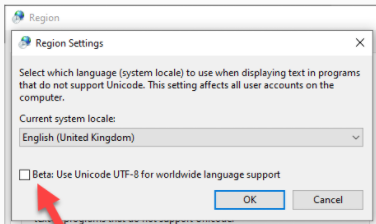 Region
Region Settings
Select which language (system locale) to use when displaying text in programs
that do not support Unicode. This setting affects all user accounts on the
computer.
Current system locale:
English (United Kingdom)
Beta: Use Unicode UTF-8 for worldwide language support
OK
Cancel
programs that do not support Unicode.